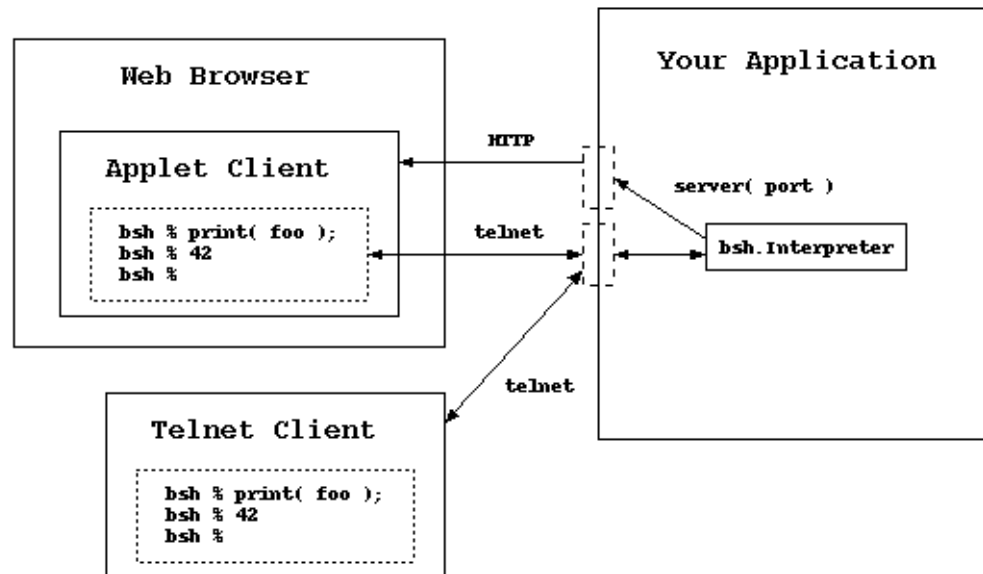 Web Browser
Applet Client
bsh % print( foo );
bsh % 42
bsh %
HTTP
telnet
telnet
Your Application
server( port )
bsh.Interpreter
Telnet Client
bsh % print( foo );
bsh % 42
bsh %